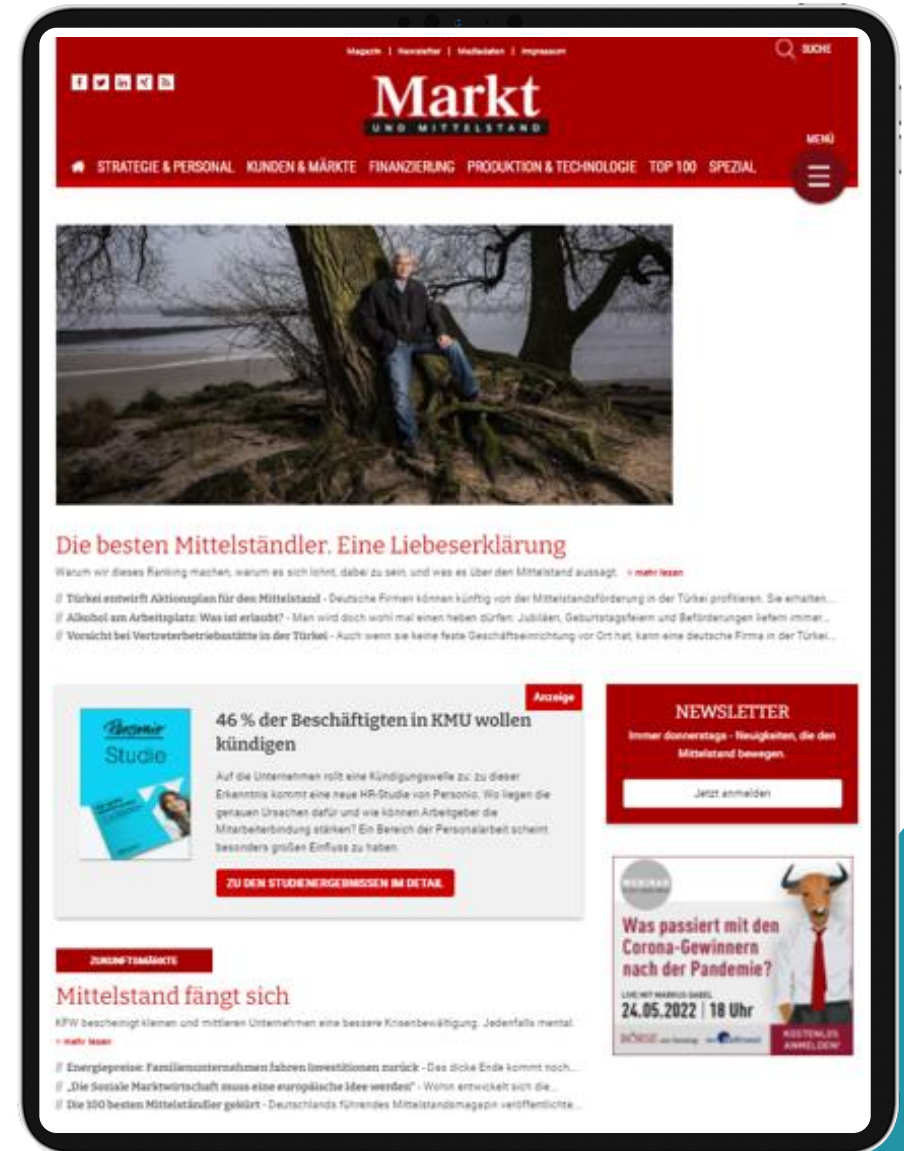 Magazin | Newsletter | Mediadaten | Impressum
SUCHE
Markt
UND MITTELSTAND
MENÜ
STRATEGIE & PERSONAL KUNDEN & MÄRKTE FINANZIERUNG PRODUKTION & TECHNOLOGIE TOP 100 SPEZIAL
Die besten Mittelständler. Eine Liebeserklärung
Warum wir dieses Ranking machen, warum es sich lohnt, dabei zu sein, und was es über den Mittelstand aussagt. » mehr lesen
// Türkei entwirft Aktionsplan für den Mittelstand - Deutsche Firmen können künftig von der Mittelstandsförderung in der Türkei profitieren. Sie erhalten...
// Alkohol am Arbeitsplatz: Was ist erlaubt? - Man wird doch wohl mal einen heben dürfen: Jubiläen, Geburtstagsfeiern und Beförderungen liefern immer...
// Vorsicht bei Vertreterbetriebsstätte in der Türkei - Auch wenn sie keine feste Geschäftseinrichtung vor Ort hat, kann eine deutsche Firma in der Türkei...
Anzeige
Personio
Studie
46 % der Beschäftigten in KMU wollen
kündigen
Auf die Unternehmen rollt eine Kündigungswelle zu: zu dieser
Erkenntnis kommt eine neue HR-Studie von Personio. Wo liegen die
genauen Ursachen dafür und wie können Arbeitgeber die
Mitarbeiterbindung stärken? Ein Bereich der Personalarbeit scheint
besonders großen Einfluss zu haben.
ZU DEN STUDIENERGEBNISSEN IM DETAIL
NEWSLETTER
Immer donnerstags - Neuigkeiten, die den
Mittelstand bewegen.
Jetzt anmelden
WEBINAR
Was passiert mit den
Corona-Gewinnern
nach der Pandemie?
LIVE MIT MARKUS GABEL
24.05.2022 | 18 Uhr
BÖRSE am Sonntag
KOSTENLOS
ANMELDEN!
ZUKUNFTSMÄRKTE
Mittelstand fängt sich
KFW bescheinigt kleinen und mittleren Unternehmen eine bessere Krisenbewältigung. Jedenfalls mental.
» mehr lesen
// Energiepreise: Familienunternehmen fahren Investitionen zurück - Das dicke Ende kommt noch...
// „Die Soziale Marktwirtschaft muss eine europäische Idee werden“ - Wohin entwickelt sich die...
// Die 100 besten Mittelständler gekürt - Deutschlands führendes Mittelstandsmagazin veröffentlichte...